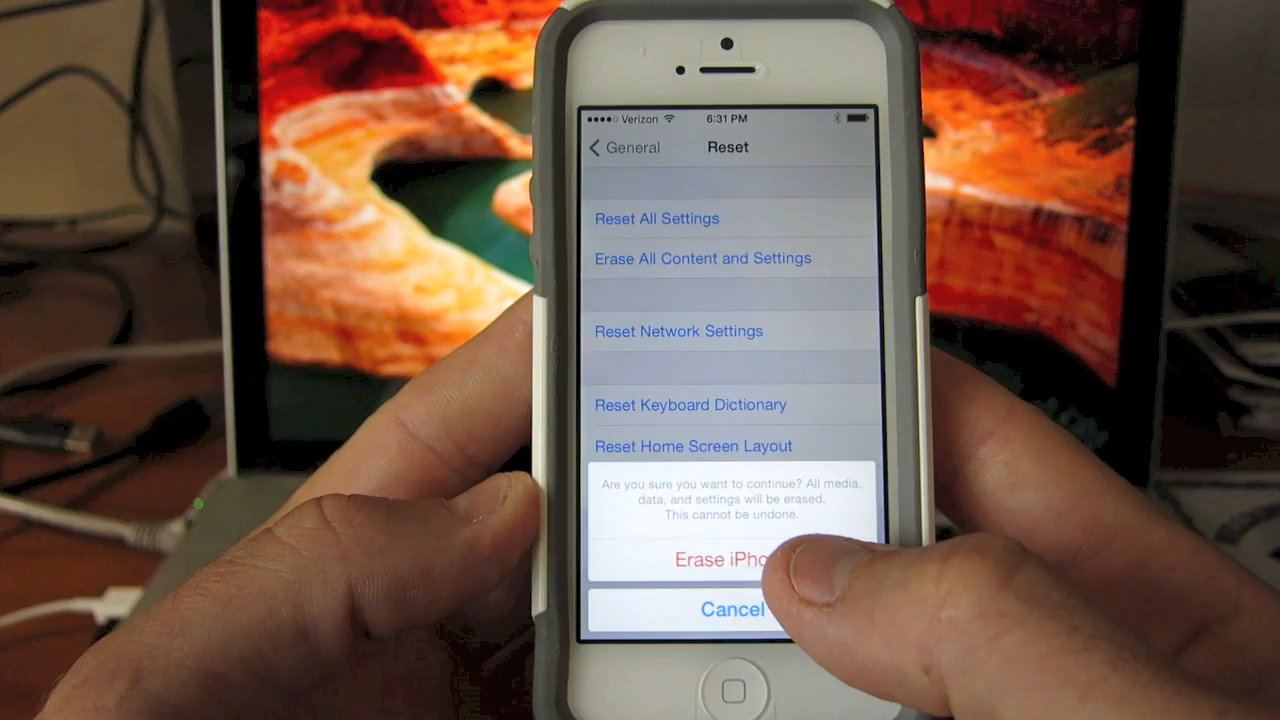 Verizon 6:31 PM
General Reset
Reset All Settings
Erase All Content and Settings
Reset Network Settings
Reset Keyboard Dictionary
Reset Home Screen Layout
Are you sure you want to continue? All media,
data, and settings will be erased.
This cannot be undone.
Erase iPho
Cancel